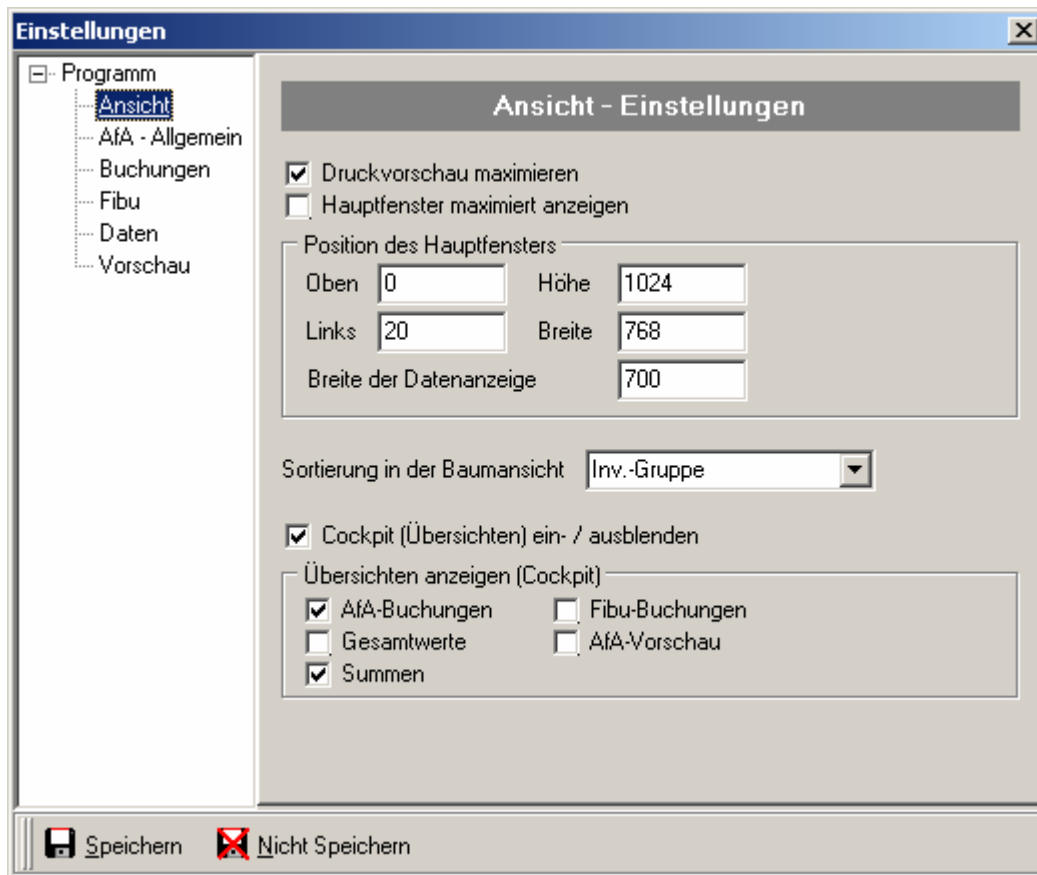 Einstellungen
Programm
Ansicht
AfA - Allgemein
Buchungen
Fibu
Daten
Vorschau
Ansicht - Einstellungen
Druckvorschau maximieren
Hauptfenster maximiert anzeigen
Position des Hauptfensters
Oben 0 Höhe 1024
Links 20 Breite 768
Breite der Datenanzeige 700
Sortierung in der Baumansicht Inv.-Gruppe
Cockpit (Übersichten) ein- / ausblenden
Übersichten anzeigen (Cockpit)
AfA-Buchungen Fibu-Buchungen
Gesamtwerte AfA-Vorschau
Summen
Speichern Nicht Speichern